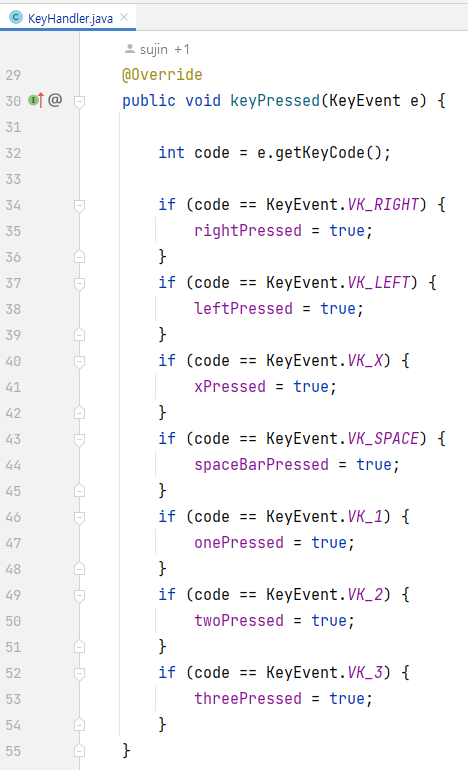 KeyHandler.java
sujin +1
29 @Override
30 public void keyPressed(KeyEvent e) {
31
32 int code = e.getKeyCode();
33
34 if (code == KeyEvent.VK_RIGHT) {
35 rightPressed = true;
36 }
37 if (code == KeyEvent.VK_LEFT) {
38 leftPressed = true;
39 }
40 if (code == KeyEvent.VK_X) {
41 xPressed = true;
42 }
43 if (code == KeyEvent.VK_SPACE) {
44 spaceBarPressed = true;
45 }
46 if (code == KeyEvent.VK_1) {
47 onePressed = true;
48 }
49 if (code == KeyEvent.VK_2) {
50 twoPressed = true;
51 }
52 if (code == KeyEvent.VK_3) {
53 threePressed = true;
54 }
55 }